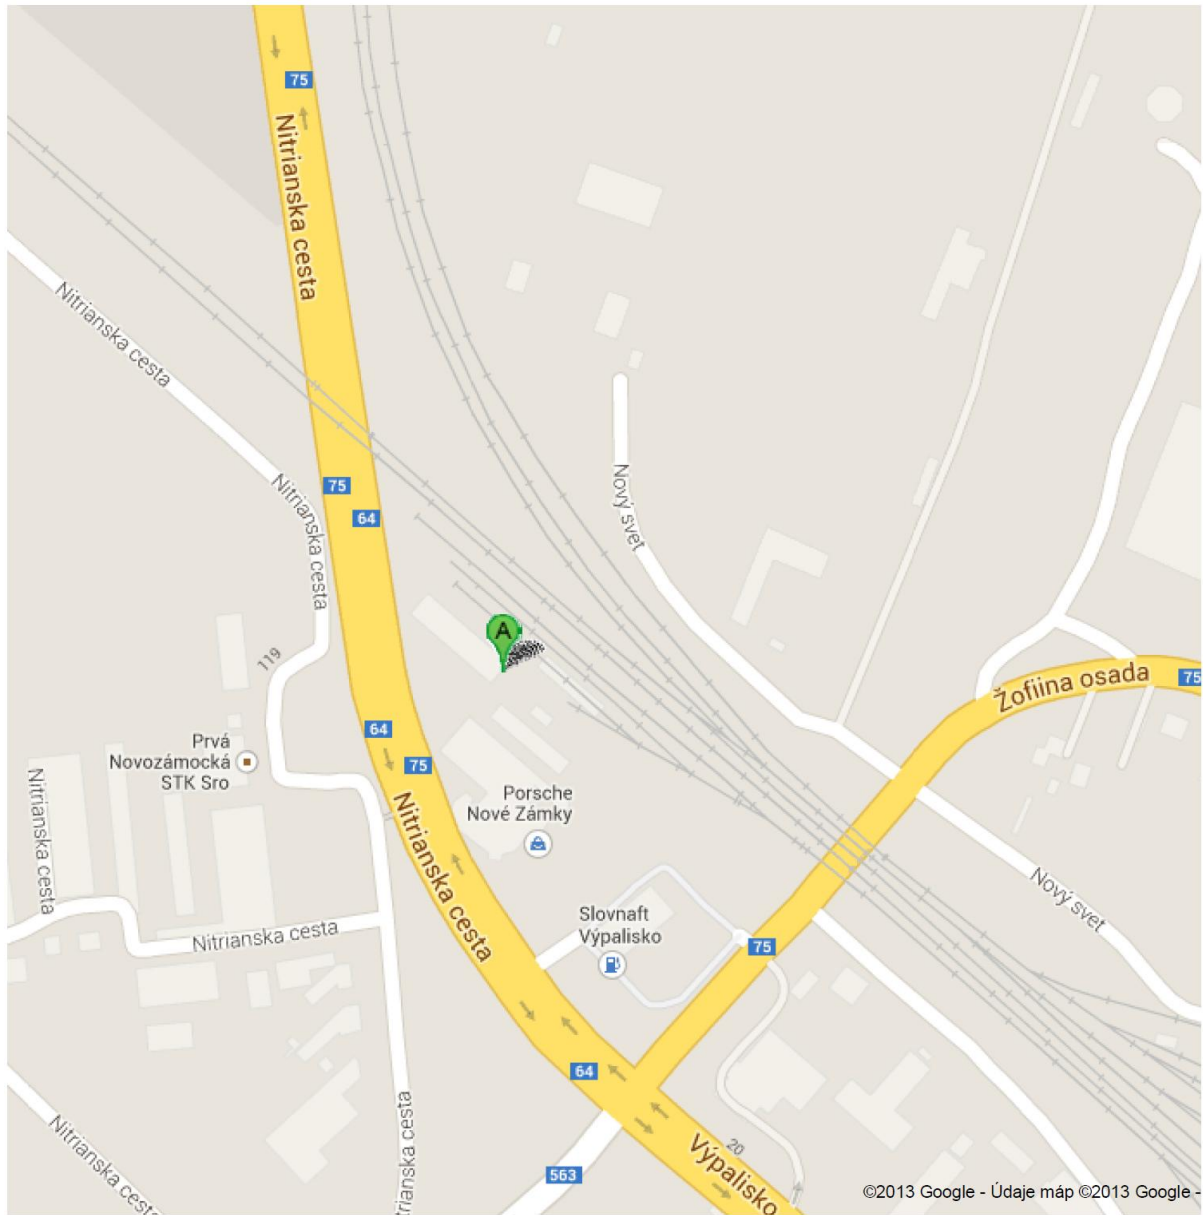 75
Nitrianska cesta
Nitrianska cesta
Nitrianska cesta
75
64
Nový svet
A
119
Žofiina osada
75
64
75
Prvá
Novozámocká
STK Sro
Nitrianska cesta
Porsche
Nové Zámky
Nitrianska cesta
Nový svet
Slovnaft
Výpalisko
Nitrianska cesta
75
64
Nitrianska cesta
Nitrianska cesta
20
Výpalisko
563
©2013 Google - Údaje máp ©2013 Google -